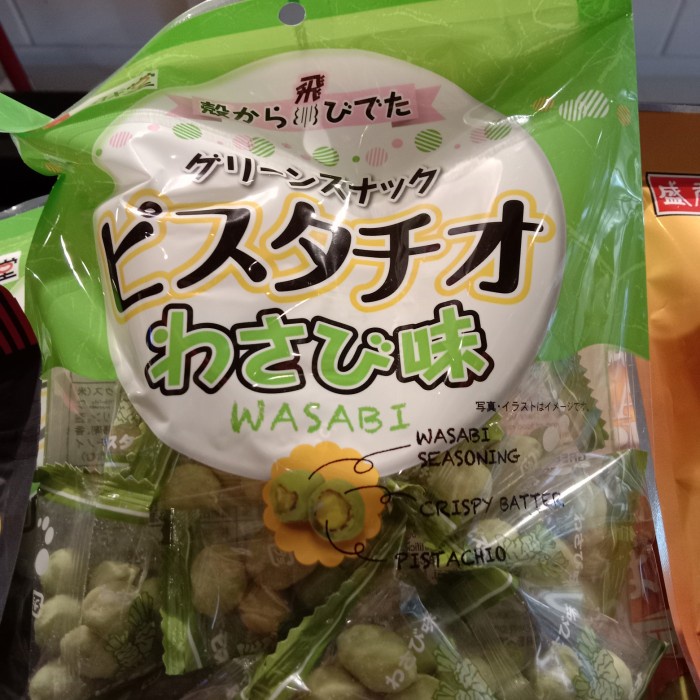 殻から飛びでた
グリーンスナック
ピスタチオ
わさび味
WASABI
写真・イラストはイメージです。
WASABI
SEASONING
CRISPY BATTER
PISTACHIO
盛
堂